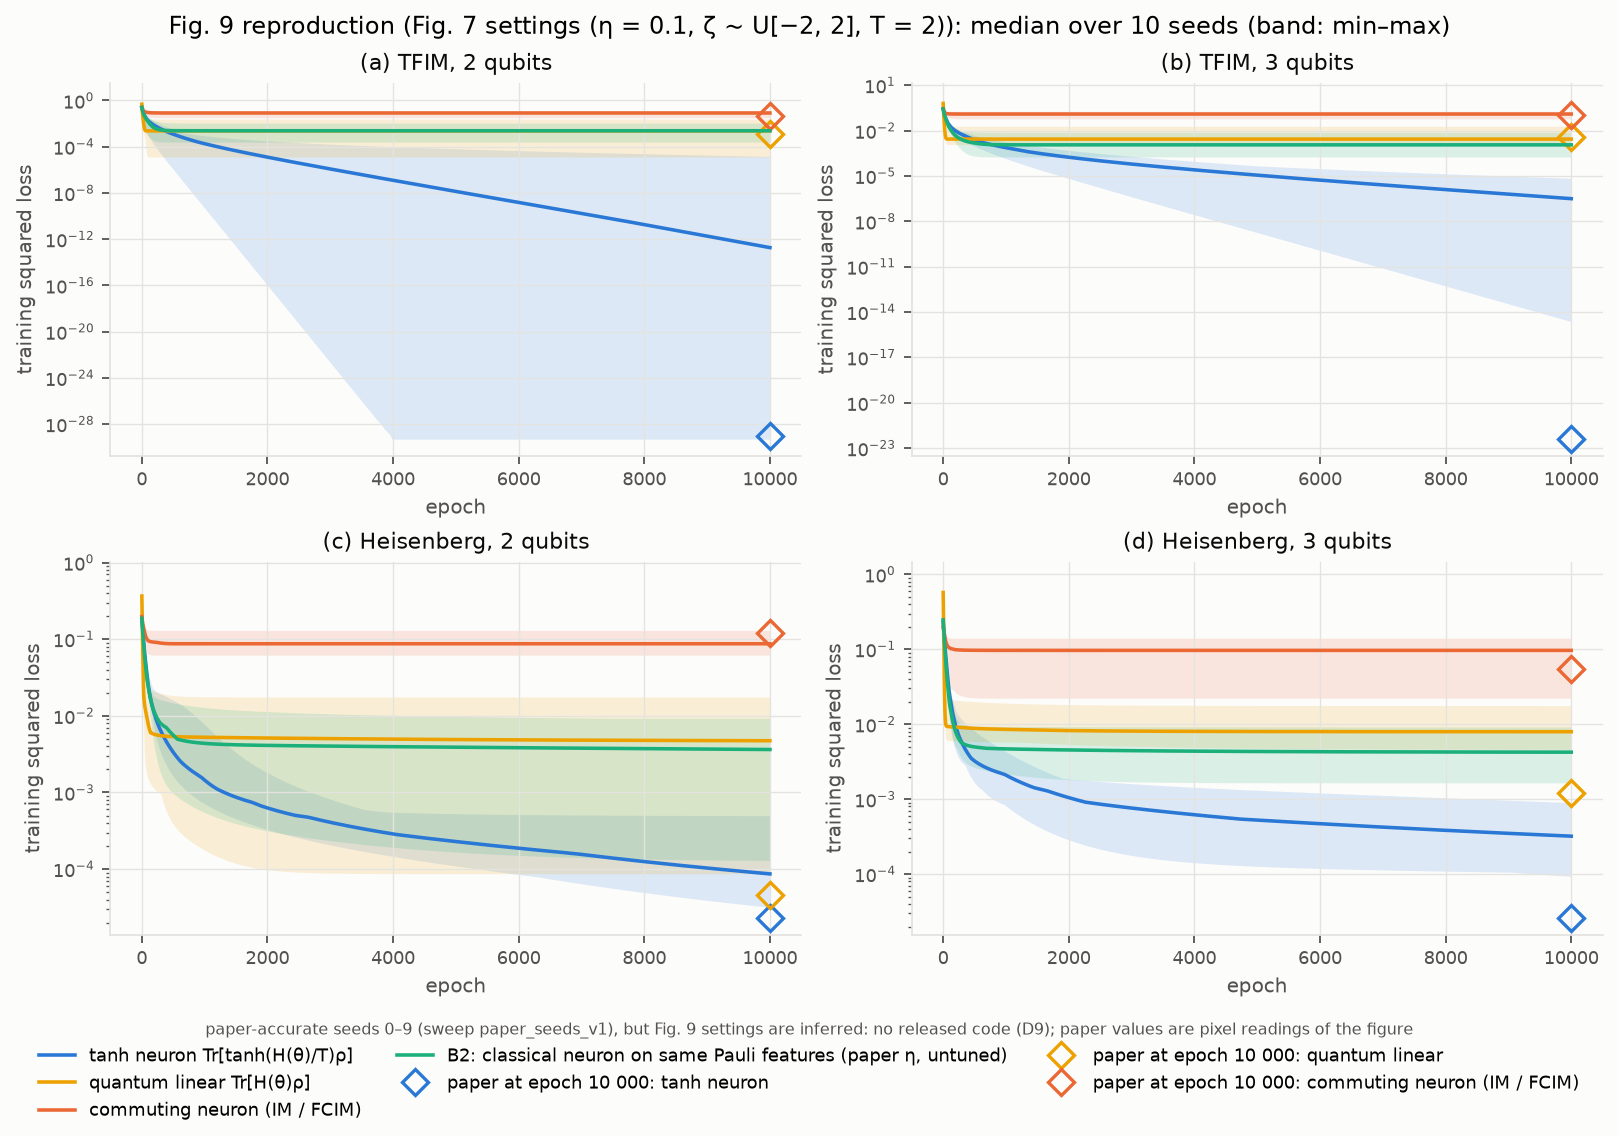 Fig. 9 reproduction (Fig. 7 settings (η = 0.1, ζ ~ U[−2, 2], T = 2)): median over 10 seeds (band: min–max)
(a) TFIM, 2 qubits
training squared loss
10⁰
10⁻⁴
10⁻⁸
10⁻¹²
10⁻¹⁶
10⁻²⁰
10⁻²⁴
10⁻²⁸
0 2000 4000 6000 8000 10000
epoch
(b) TFIM, 3 qubits
training squared loss
10¹
10⁻²
10⁻⁵
10⁻⁸
10⁻¹¹
10⁻¹⁴
10⁻¹⁷
10⁻²⁰
10⁻²³
0 2000 4000 6000 8000 10000
epoch
(c) Heisenberg, 2 qubits
training squared loss
10⁰
10⁻¹
10⁻²
10⁻³
10⁻⁴
0 2000 4000 6000 8000 10000
epoch
(d) Heisenberg, 3 qubits
training squared loss
10⁰
10⁻¹
10⁻²
10⁻³
10⁻⁴
0 2000 4000 6000 8000 10000
epoch
paper-accurate seeds 0–9 (sweep paper_seeds_v1), but Fig. 9 settings are inferred: no released code (D9); paper values are pixel readings of the figure
tanh neuron Tr[tanh(H(θ)/T)ρ]
quantum linear Tr[H(θ)ρ]
commuting neuron (IM / FCIM)
B2: classical neuron on same Pauli features (paper η, untuned)
paper at epoch 10 000: tanh neuron
paper at epoch 10 000: quantum linear
paper at epoch 10 000: commuting neuron (IM / FCIM)